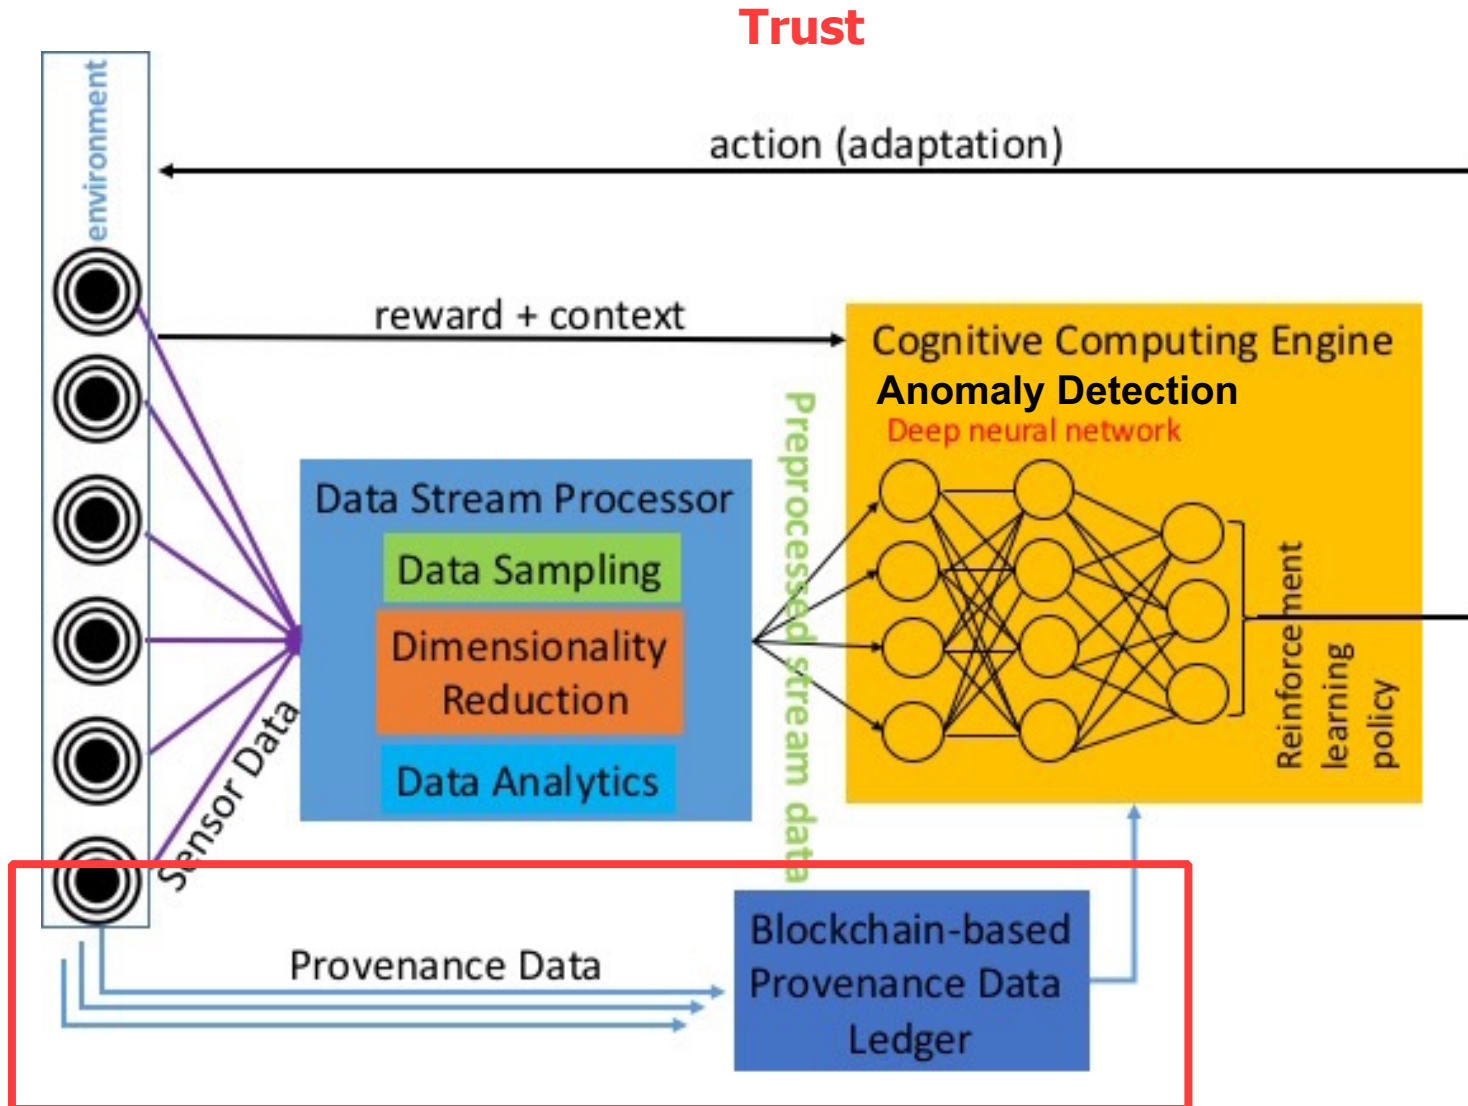 Trust
environment
action (adaptation)
reward + context
Cognitive Computing Engine
Anomaly Detection
Deep neural network
Preprocessed stream data
Data Stream Processor
Data Sampling
Dimensionality
Reduction
Data Analytics
Sensor Data
Reinforcement
learning
policy
Provenance Data
Blockchain-based
Provenance Data
Ledger